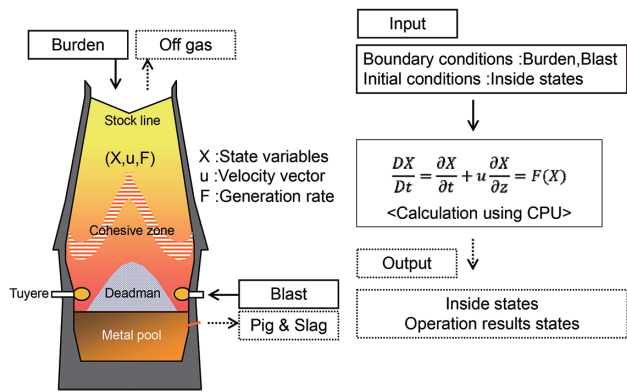 Burden
Off gas
Stock line
(X,u,F)
X :State variables
u :Velocity vector
F :Generation rate
Cohesive zone
Tuyere
Deadman
Blast
Pig & Slag
Metal pool
Input
Boundary conditions :Burden,Blast
Initial conditions :Inside states
DX/Dt = ∂X/∂t + u ∂X/∂z = F(X)
<Calculation using CPU>
Output
Inside states
Operation results states